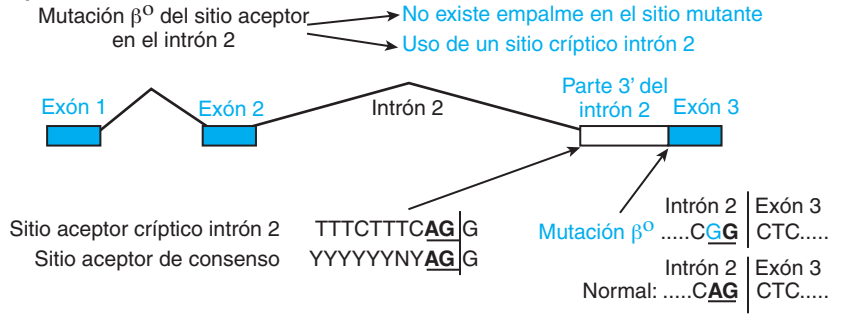 Mutación β⁰ del sitio aceptor
en el intrón 2
No existe empalme en el sitio mutante
Uso de un sitio críptico intrón 2
Exón 1
Exón 2
Intrón 2
Parte 3’ del
intrón 2
Exón 3
Sitio aceptor críptico intrón 2 TTTCTTTCAG|G
Sitio aceptor de consenso YYYYYYNYAG|G
Intrón 2 | Exón 3
Mutación β⁰ .....CGG | CTC.....
Intrón 2 | Exón 3
Normal: .....CAG | CTC.....